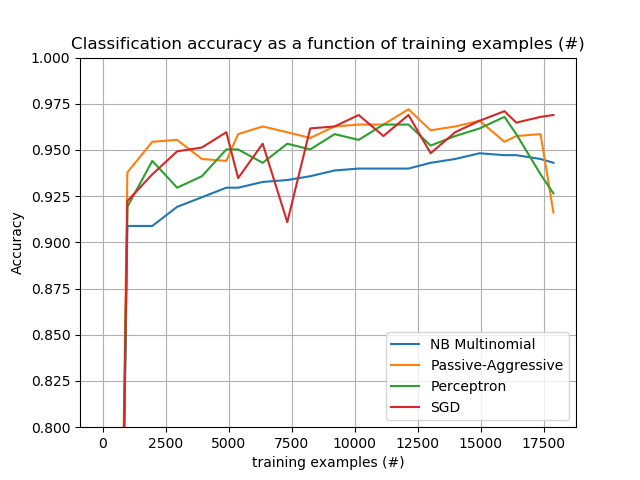 Classification accuracy as a function of training examples (#)
1.000
0.975
0.950
0.925
0.900
0.875
0.850
0.825
0.800
Accuracy
NB Multinomial
Passive-Aggressive
Perceptron
SGD
0 2500 5000 7500 10000 12500 15000 17500
training examples (#)